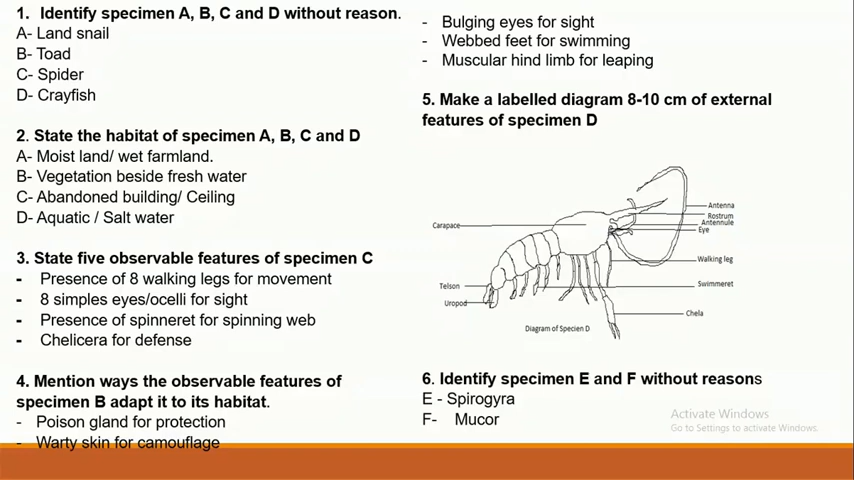 1. Identify specimen A, B, C and D without reason.
A- Land snail
B- Toad
C- Spider
D- Crayfish
2. State the habitat of specimen A, B, C and D
A- Moist land/ wet farmland.
B- Vegetation beside fresh water
C- Abandoned building/ Ceiling
D- Aquatic / Salt water
3. State five observable features of specimen C
- Presence of 8 walking legs for movement
- 8 simples eyes/ocelli for sight
- Presence of spinneret for spinning web
- Chelicera for defense
4. Mention ways the observable features of
specimen B adapt it to its habitat.
- Poison gland for protection
- Warty skin for camouflage
- Bulging eyes for sight
- Webbed feet for swimming
- Muscular hind limb for leaping
5. Make a labelled diagram 8-10 cm of external
features of specimen D
Antenna
Rostrum
Antennule
Eye
Carapace
Walking leg
Telson
Swimmeret
Uropod
Chela
Diagram of Specien D
6. Identify specimen E and F without reasons
E - Spirogyra
F- Mucor
Activate Windows
Go to Settings to activate Windows.